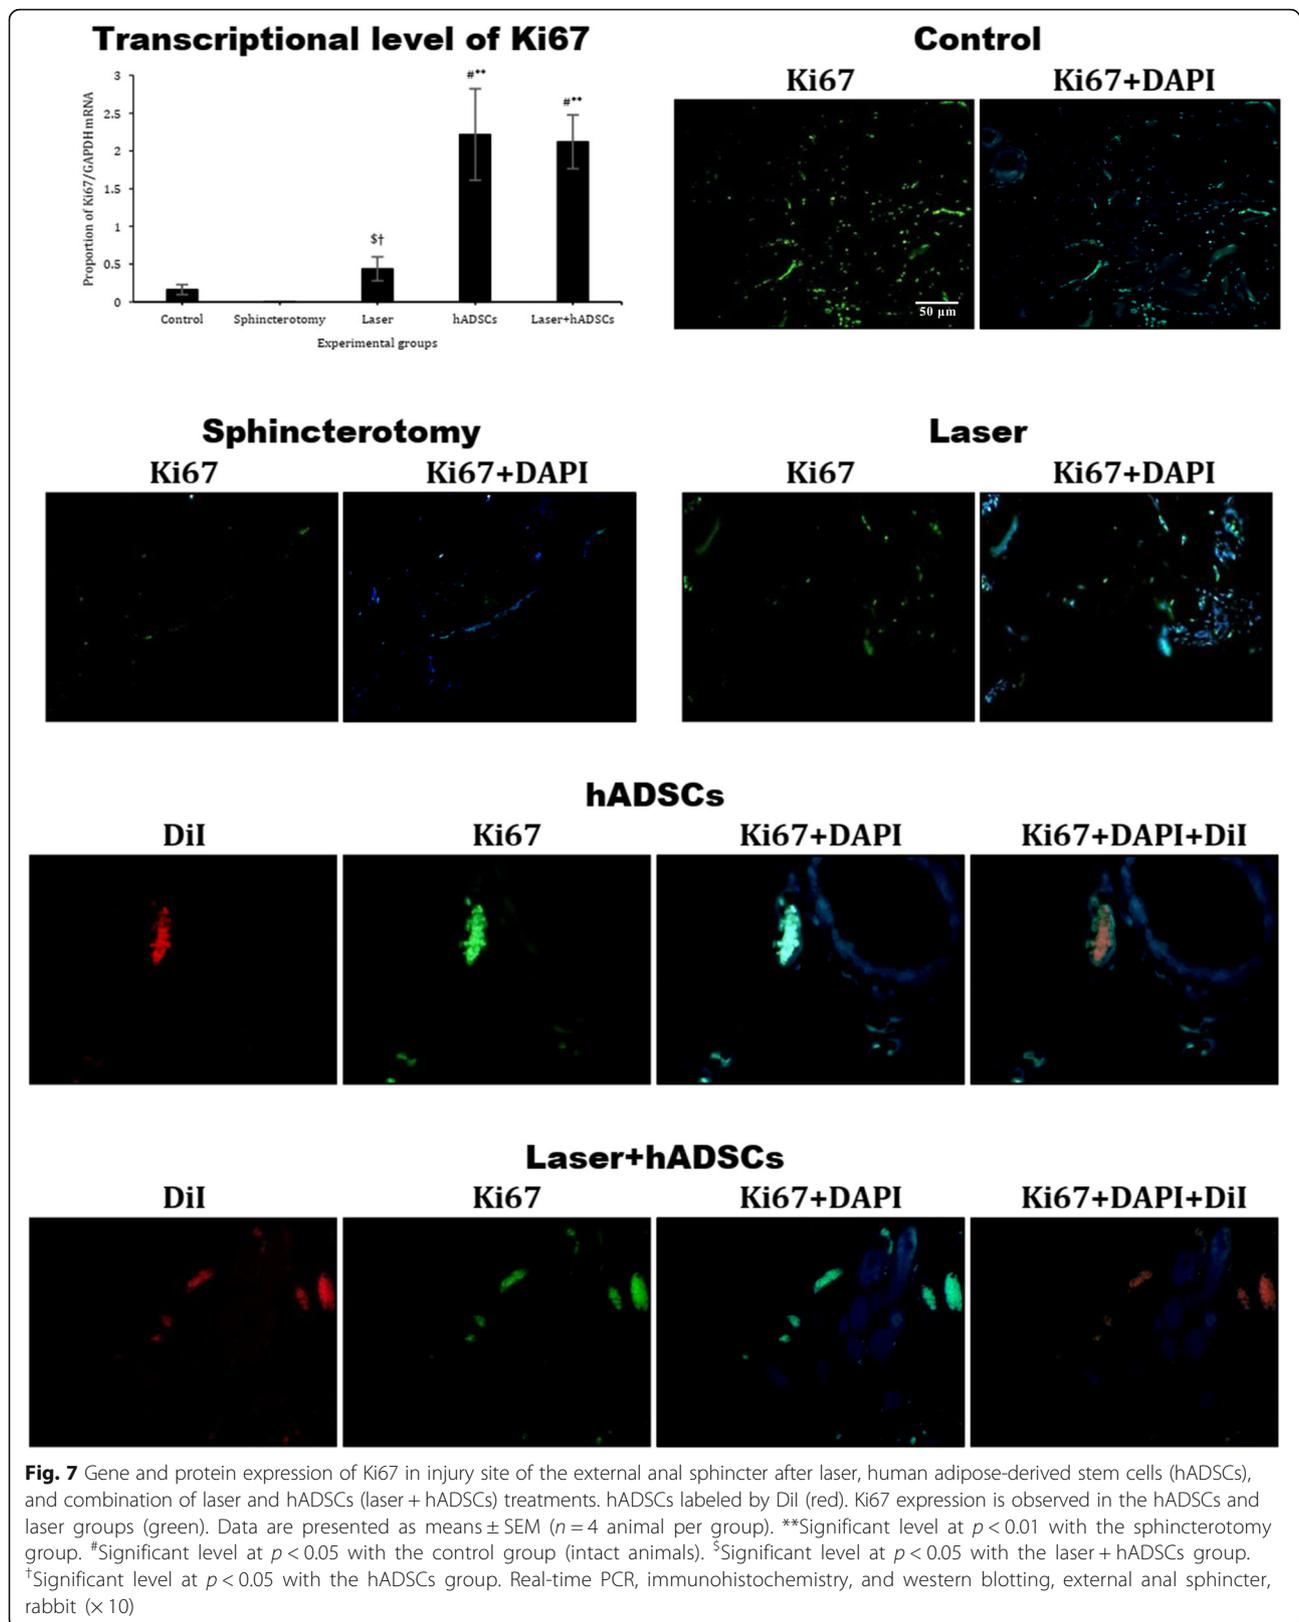 Transcriptional level of Ki67
3
2.5
2
1.5
1
0.5
0
Proportion of Ki67/GAPDH mRNA
#**
#**
$†
Control Sphincterotomy Laser hADSCs Laser+hADSCs
Experimental groups
Control
Ki67 Ki67+DAPI
50 μm
Sphincterotomy
Ki67 Ki67+DAPI
Laser
Ki67 Ki67+DAPI
hADSCs
DiI Ki67 Ki67+DAPI Ki67+DAPI+DiI
Laser+hADSCs
DiI Ki67 Ki67+DAPI Ki67+DAPI+DiI
Fig. 7 Gene and protein expression of Ki67 in injury site of the external anal sphincter after laser, human adipose-derived stem cells (hADSCs),
and combination of laser and hADSCs (laser + hADSCs) treatments. hADSCs labeled by DiI (red). Ki67 expression is observed in the hADSCs and
laser groups (green). Data are presented as means ± SEM (n = 4 animal per group). **Significant level at p < 0.01 with the sphincterotomy
group. #Significant level at p < 0.05 with the control group (intact animals). $Significant level at p < 0.05 with the laser + hADSCs group.
†Significant level at p < 0.05 with the hADSCs group. Real-time PCR, immunohistochemistry, and western blotting, external anal sphincter,
rabbit (× 10)